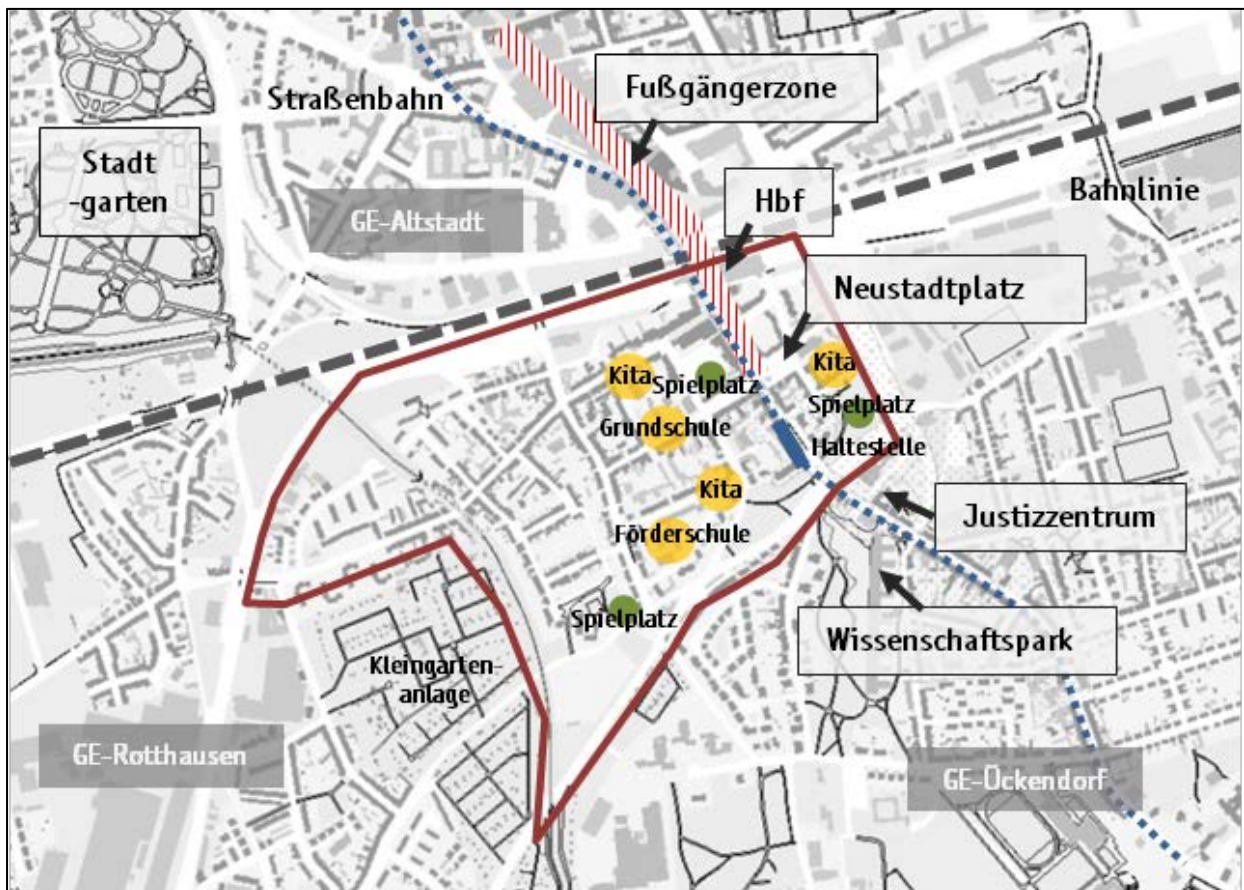 Fußgängerzone
Straßenbahn
Stadt
-garten
Hbf
Bahnlinie
GE-Altstadt
Neustadtplatz
Kita
Spielplatz
Kita
Spielplatz
Grundschule
Haltestelle
Kita
Justizzentrum
Förderschule
Spielplatz
Wissenschaftspark
Kleingarten-
anlage
GE-Rotthausen
GE-Ückendorf